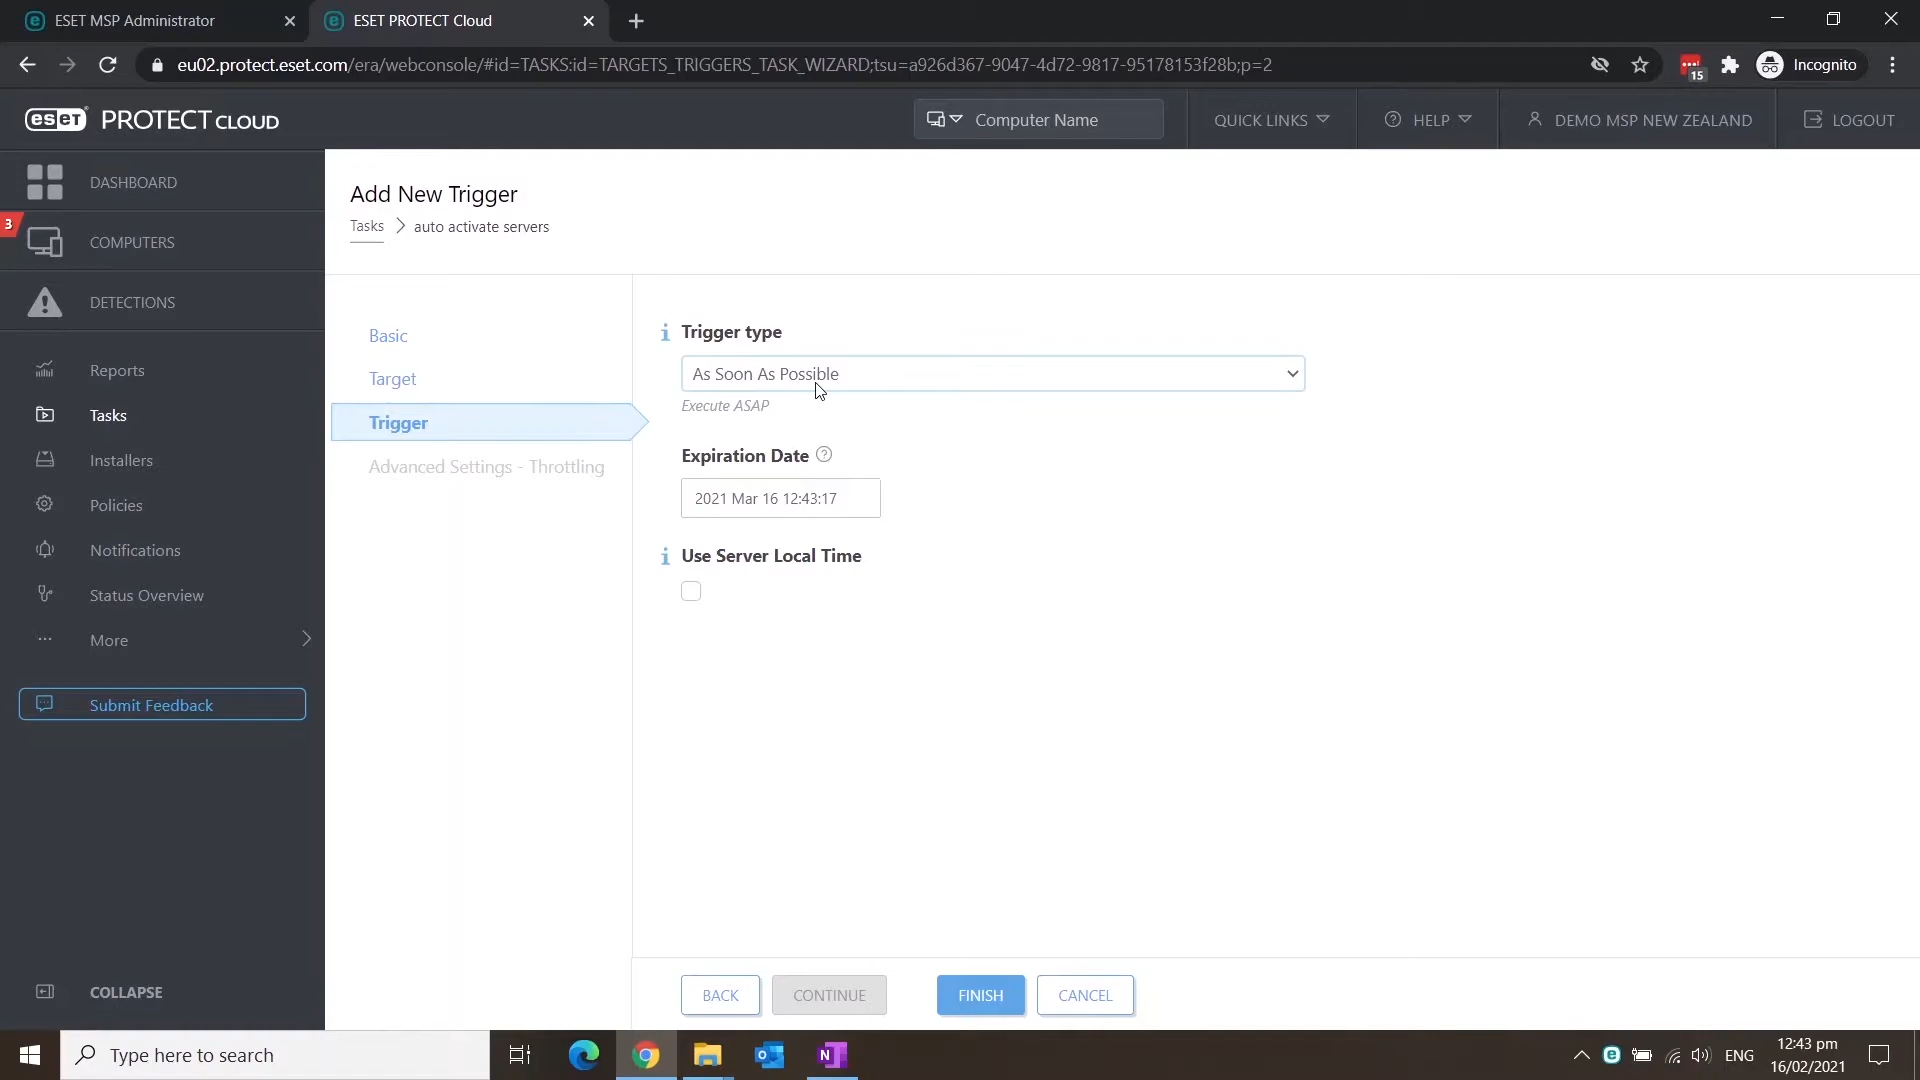 ESET MSP Administrator
ESET PROTECT Cloud
eu02.protect.eset.com/era/webconsole/#id=TASKS:id=TARGETS_TRIGGERS_TASK_WIZARD;tsu=a926d367-9047-4d72-9817-95178153f28b;p=2
15
Incognito
eseT PROTECT CLOUD
Computer Name
QUICK LINKS
HELP
DEMO MSP NEW ZEALAND
LOGOUT
DASHBOARD
3
COMPUTERS
DETECTIONS
Reports
Tasks
Installers
Policies
Notifications
Status Overview
More
Submit Feedback
COLLAPSE
Add New Trigger
Tasks > auto activate servers
Basic
Target
Trigger
Advanced Settings - Throttling
Trigger type
As Soon As Possible
Execute ASAP
Expiration Date
2021 Mar 16 12:43:17
Use Server Local Time
BACK
CONTINUE
FINISH
CANCEL
Type here to search
ENG
12:43 pm
16/02/2021